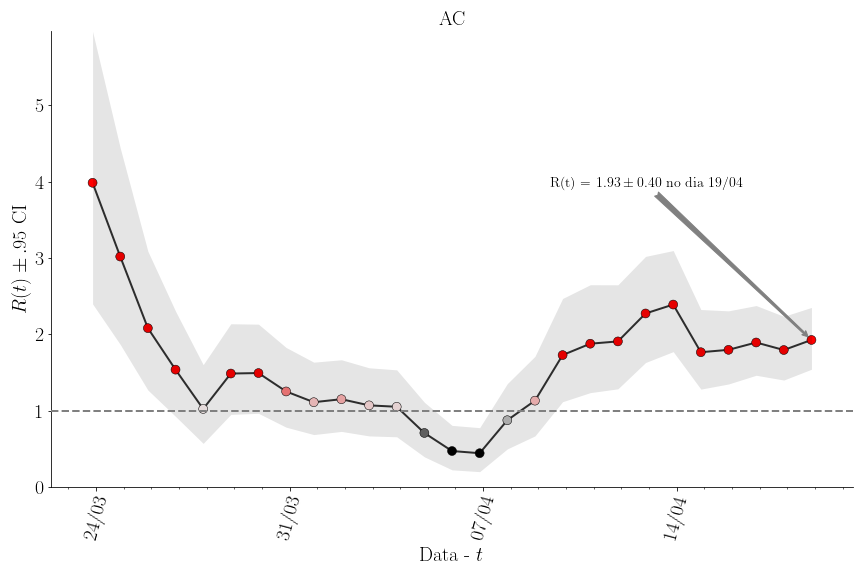 AC
5
4
3
2
1
0
R(t) ± .95 CI
R(t) = 1.93 ± 0.40 no dia 19/04
24/03
31/03
07/04
14/04
Data - t